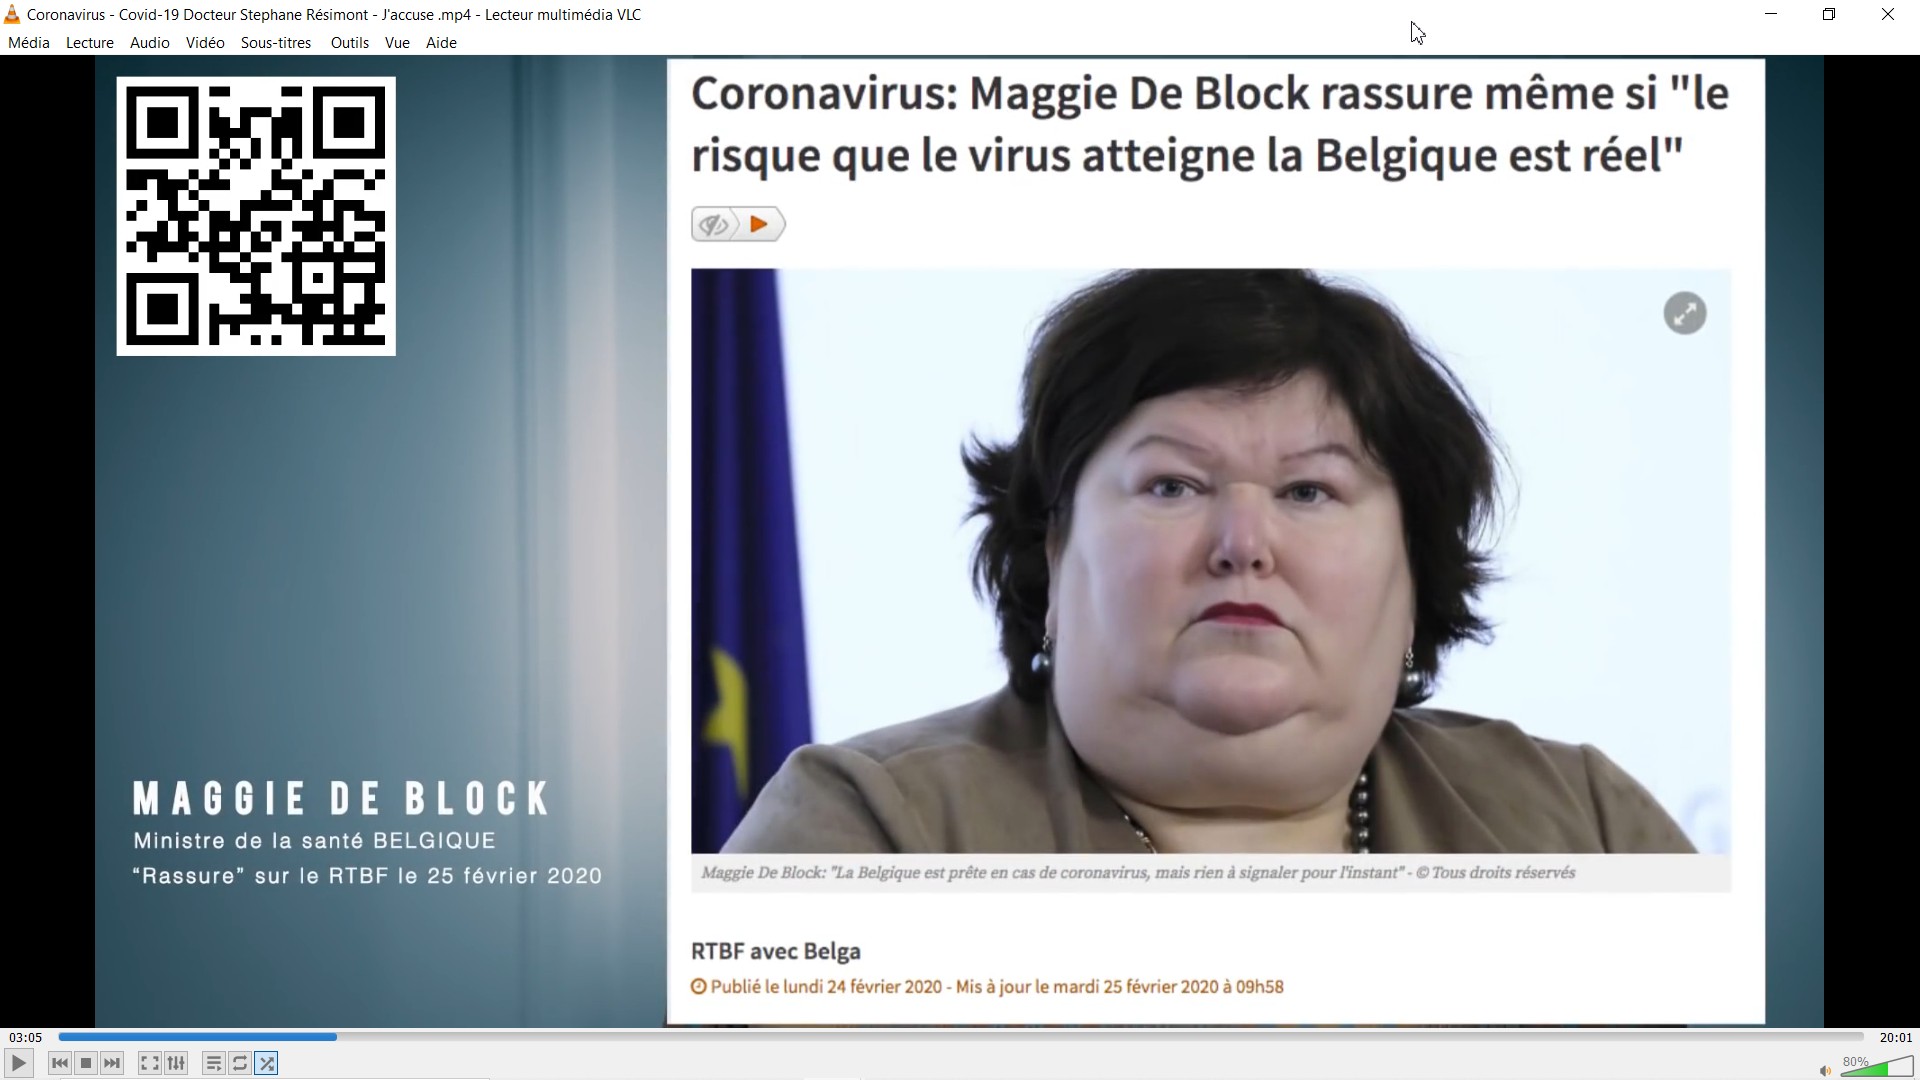 Coronavirus - Covid-19 Docteur Stephane Résimont - J'accuse .mp4 - Lecteur multimédia VLC
Média Lecture Audio Vidéo Sous-titres Outils Vue Aide
Coronavirus: Maggie De Block rassure même si "le
risque que le virus atteigne la Belgique est réel"
MAGGIE DE BLOCK
Ministre de la santé BELGIQUE
“Rassure” sur le RTBF le 25 février 2020
Maggie De Block: "La Belgique est prête en cas de coronavirus, mais rien à signaler pour l'instant" - © Tous droits réservés
RTBF avec Belga
Publié le lundi 24 février 2020 - Mis à jour le mardi 25 février 2020 à 09h58
03:05
20:01
80%